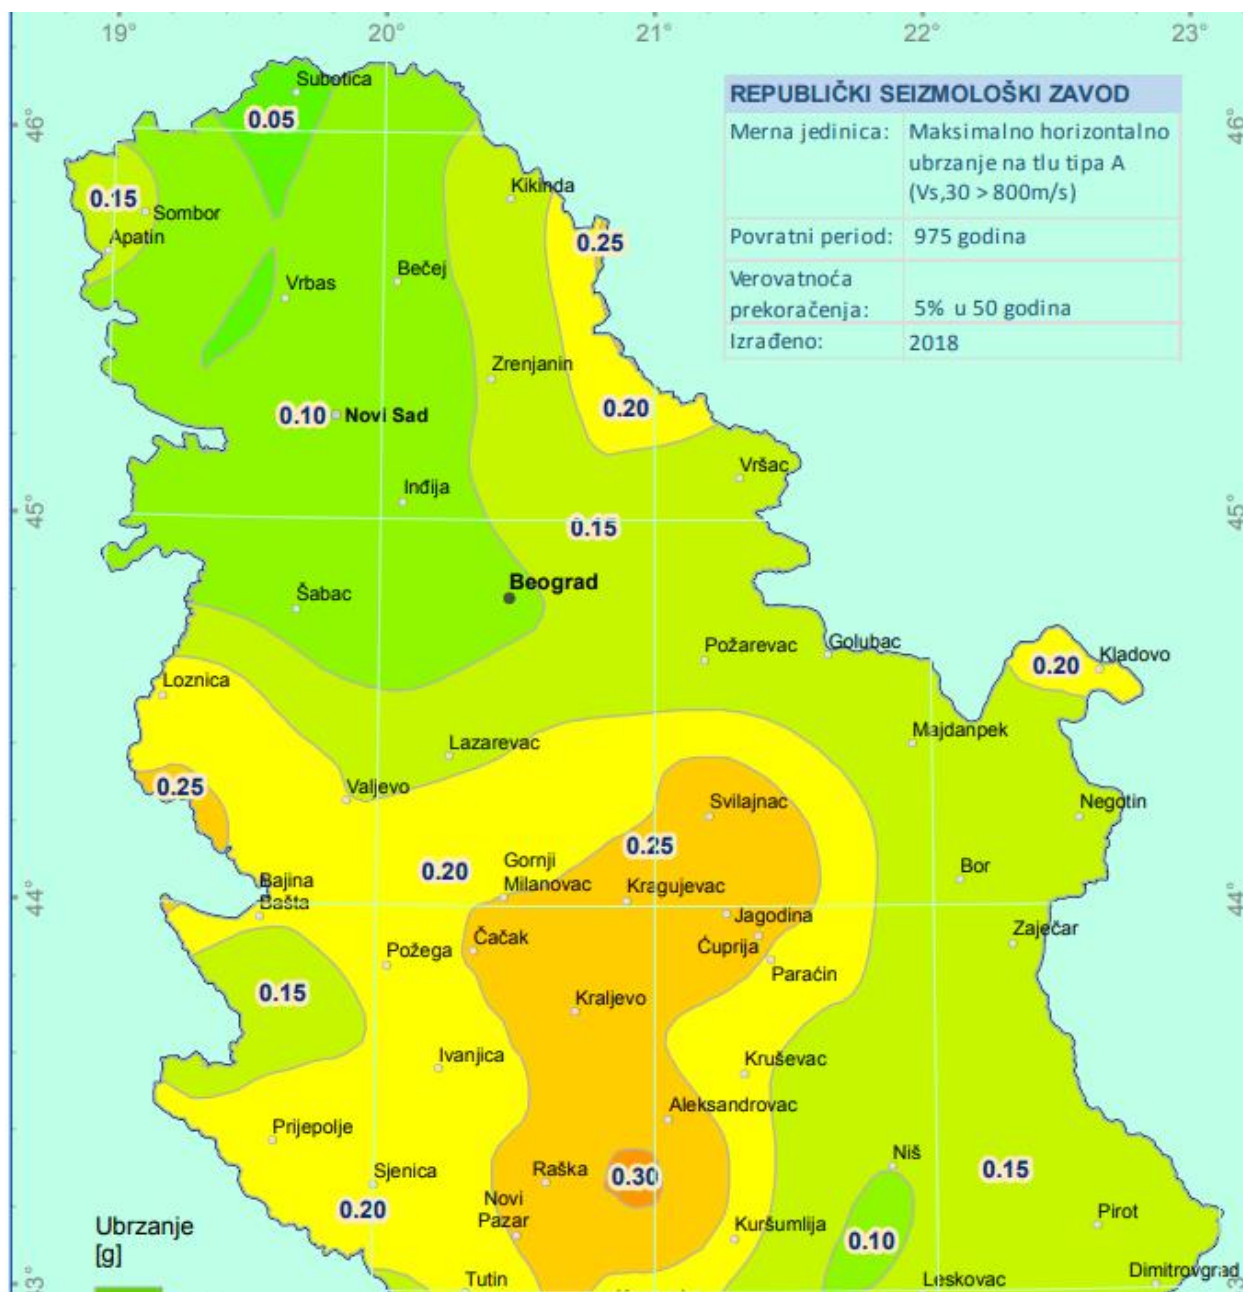 19°
20°
21°
22°
23°
46°
46°
45°
45°
44°
44°
REPUBLIČKI SEIZMOLOŠKI ZAVOD
Merna jedinica:
Maksimalno horizontalno
ubrzanje na tlu tipa A
(Vs,30 > 800m/s)
Povratni period:
975 godina
Verovatnoća
prekoračenja:
5% u 50 godina
Izrađeno:
2018
Subotica
0.05
0.15
Sombor
Apatin
Kikinda
0.25
Vrbas
Bečej
Zrenjanin
0.20
0.10
Novi Sad
Vršac
Inđija
0.15
Beograd
Šabac
Požarevac
Golubac
0.20
Kladovo
Loznica
Lazarevac
Majdanpek
0.25
Valjevo
Svilajnac
Negotin
0.25
Gornji
Milanovac
0.20
Bor
Bajina
Bašta
Kragujevac
Jagodina
Zaječar
Čačak
Ćuprija
Požega
Paraćin
0.15
Kraljevo
Ivanjica
Kruševac
Aleksandrovac
Prijepolje
Niš
Sjenica
Raška
0.30
0.15
Novi
Pazar
0.20
Kuršumlija
Pirot
0.10
Ubrzanje
[g]
Tutin
Leskovac
Dimitrovgrad